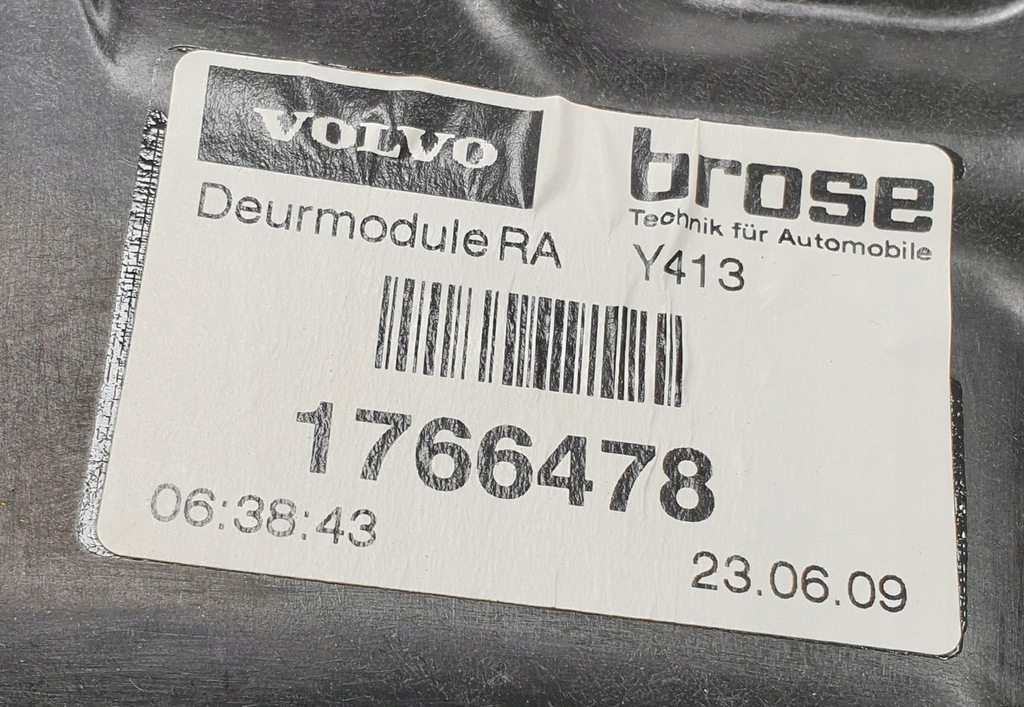 VOLVO
brose
Technik für Automobile
Deurmodule RA
Y413
1766478
06:38:43
23.06.09